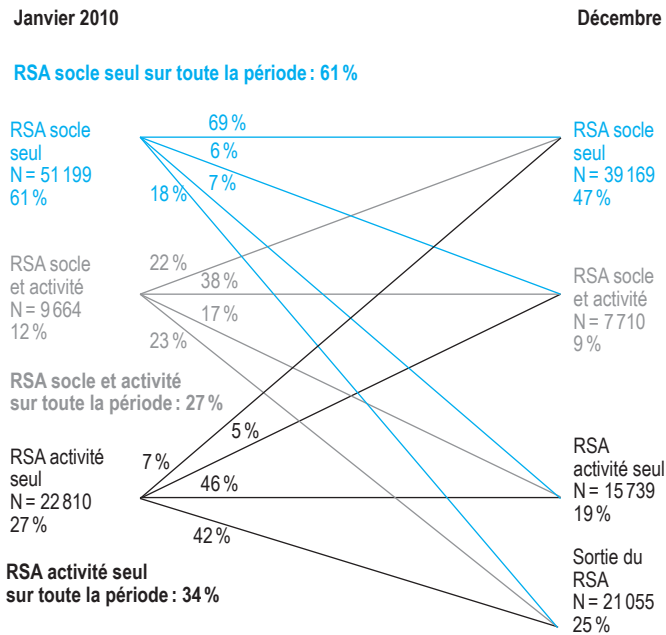 Janvier 2010
Décembre
RSA socle seul sur toute la période : 61 %
RSA socle
seul
N = 51 199
61 %
69 %
6 %
7 %
18 %
RSA socle
seul
N = 39 169
47 %
RSA socle
et activité
N = 9 664
12 %
22 %
38 %
17 %
23 %
RSA socle
et activité
N = 7 710
9 %
RSA socle et activité
sur toute la période : 27 %
RSA activité
seul
N = 22 810
27 %
7 %
5 %
46 %
42 %
RSA
activité seul
N = 15 739
19 %
RSA activité seul
sur toute la période : 34 %
Sortie du
RSA
N = 21 055
25 %